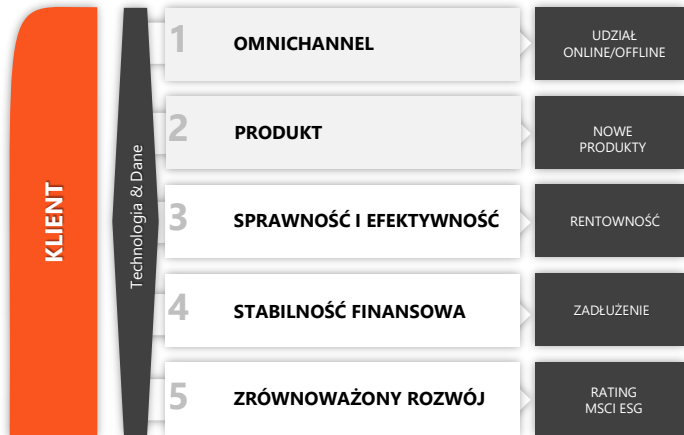 KLIENT
Technologia & Dane
1
OMNICHANNEL
UDZIAŁ
ONLINE/OFFLINE
2
PRODUKT
NOWE
PRODUKTY
3
SPRAWNOŚĆ I EFEKTYWNOŚĆ
RENTOWNOŚĆ
4
STABILNOŚĆ FINANSOWA
ZADŁUŻENIE
5
ZRÓWNOWAŻONY ROZWÓJ
RATING
MSCI ESG